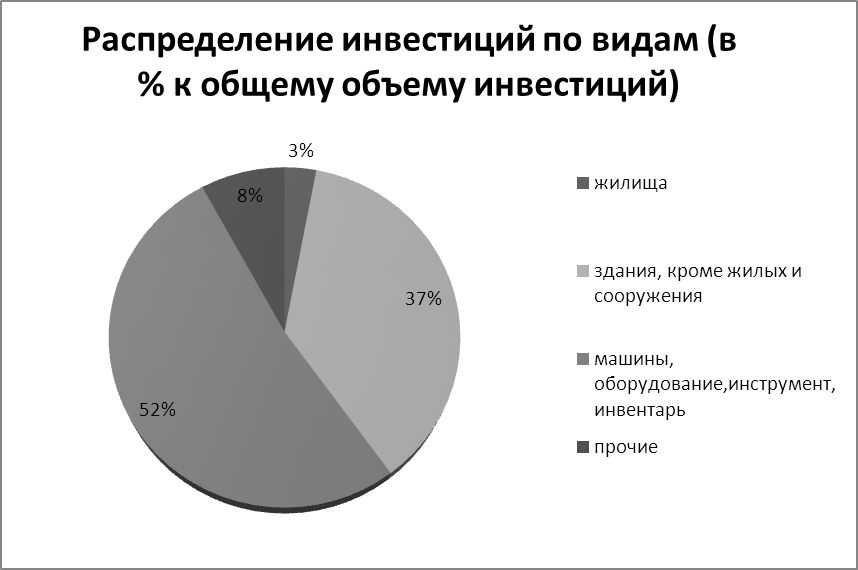 Распределение инвестиций по видам (в
% к общему объему инвестиций)
3%
8%
37%
52%
жилища
здания, кроме жилых и
сооружения
машины,
оборудование,инструмент,
инвентарь
прочие